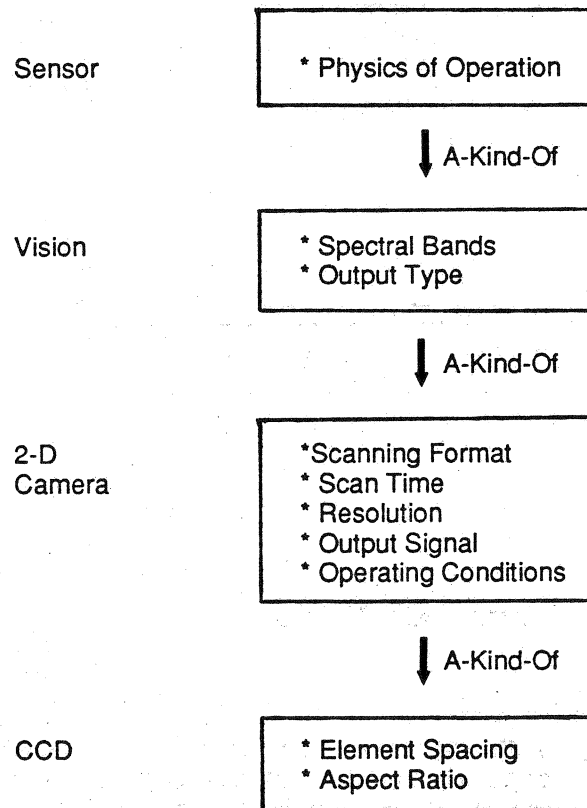 Sensor
* Physics of Operation
A-Kind-Of
Vision
* Spectral Bands
* Output Type
A-Kind-Of
2-D
Camera
*Scanning Format
* Scan Time
* Resolution
* Output Signal
* Operating Conditions
A-Kind-Of
CCD
* Element Spacing
* Aspect Ratio